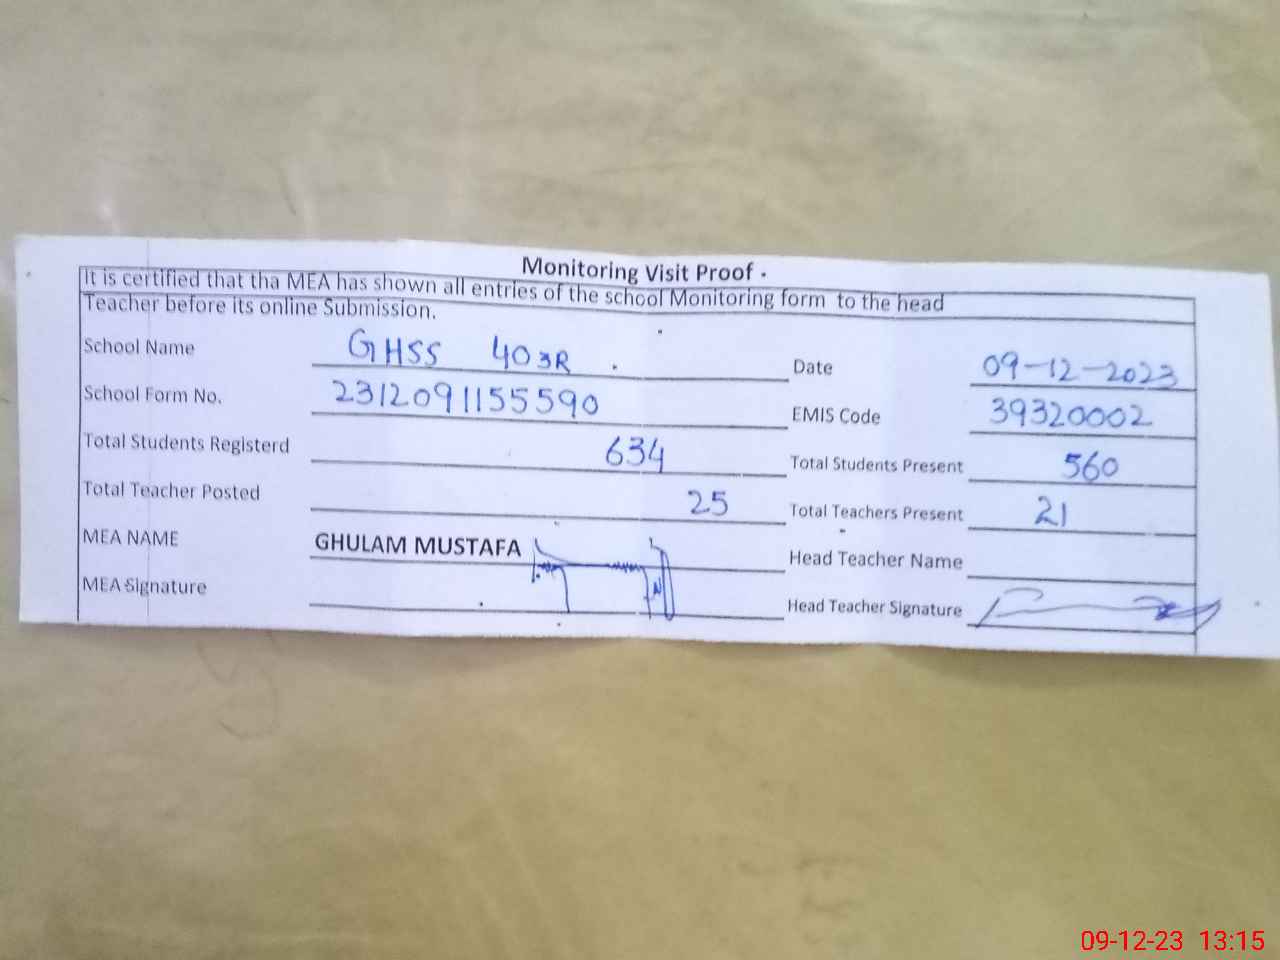 Monitoring Visit Proof .
It is certified that tha MEA has shown all entries of the school Monitoring form to the head
Teacher before its online Submission.
School Name GHSS 403R . Date 09-12-2023
School Form No. 2312091155590 EMIS Code 39320002
Total Students Registerd 634 Total Students Present 560
Total Teacher Posted 25 Total Teachers Present 21
MEA NAME GHULAM MUSTAFA Head Teacher Name
MEA Signature Head Teacher Signature
09-12-23 13:15